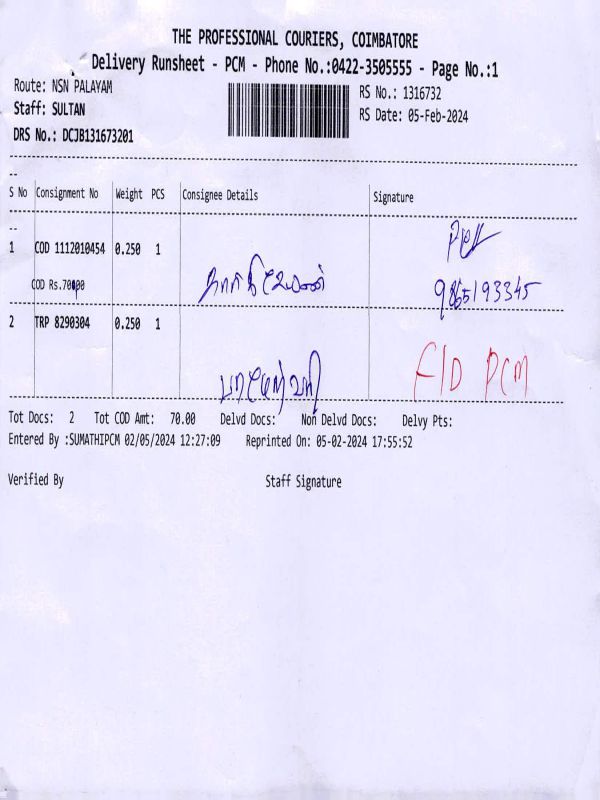 THE PROFESSIONAL COURIERS, COIMBATORE
Delivery Runsheet - PCM - Phone No.:0422-3505555 - Page No.:1
Route: NSN PALAYAM
RS No.: 1316732
Staff: SULTAN
RS Date: 05-Feb-2024
DRS No.: DCJB131673201
--
S No Consignment No Weight PCS Consignee Details Signature
--
1 COD 1112010454 0.250 1
COD Rs.70.00 9865193345
2 TRP 8290304 0.250 1
F/D PCM
Tot Docs: 2 Tot COD Amt: 70.00 Delvd Docs: Non Delvd Docs: Delvy Pts:
Entered By :SUMATHIPCM 02/05/2024 12:27:09 Reprinted On: 05-02-2024 17:55:52
Verified By Staff Signature